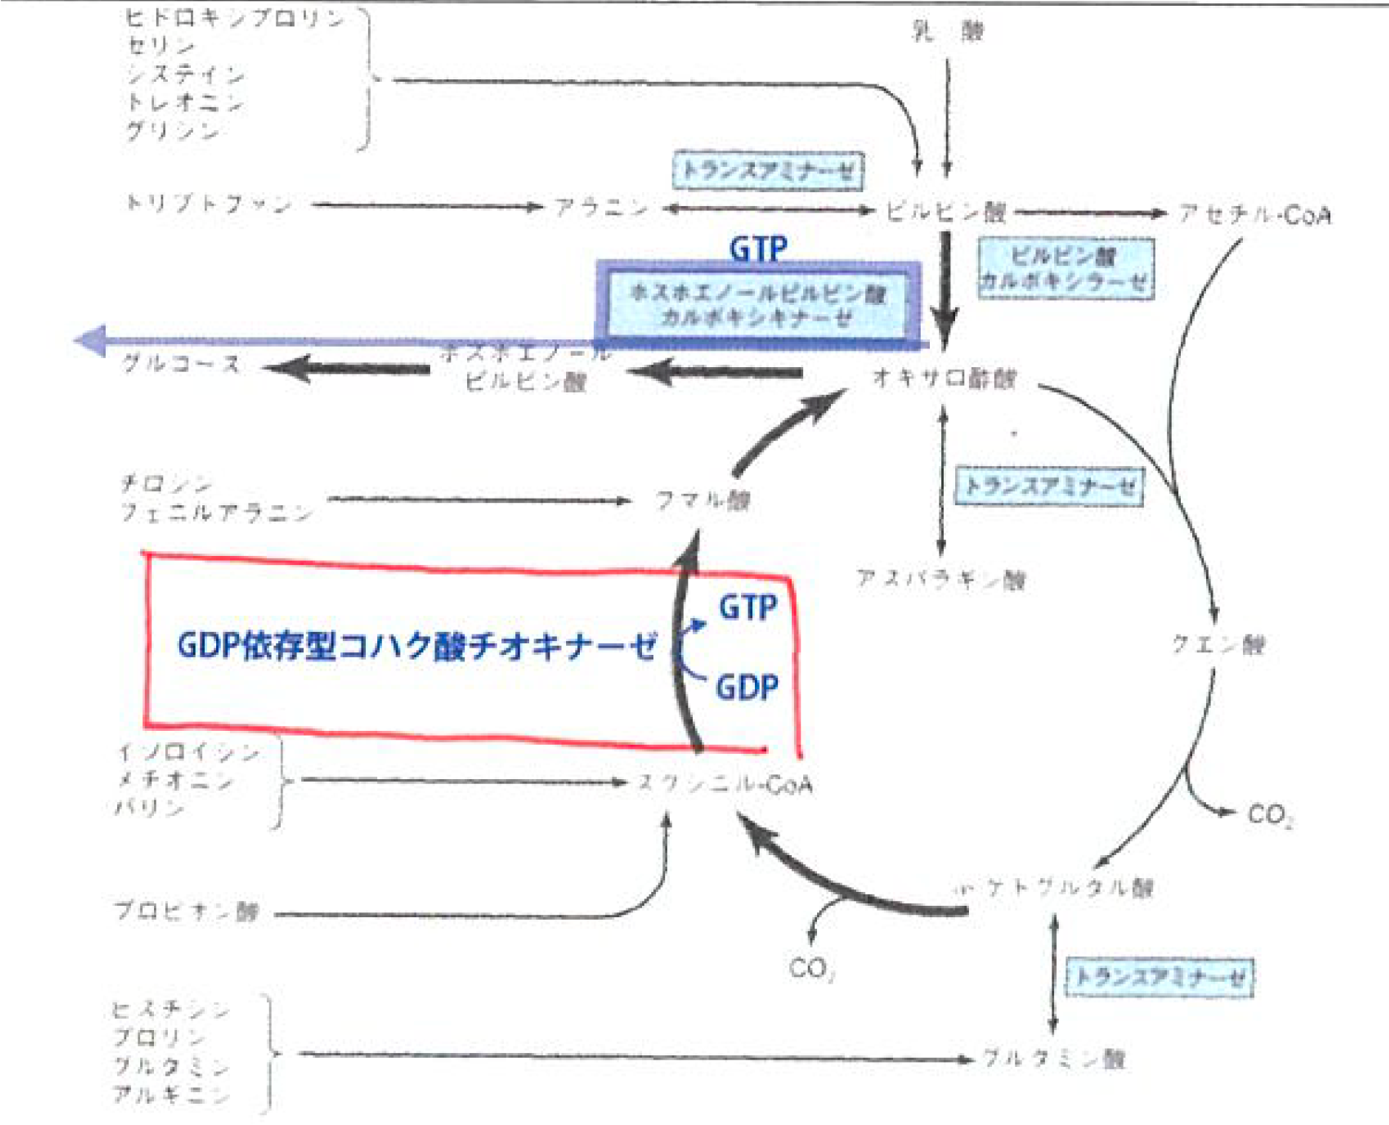 ヒドロキシプロリン
セリン
システイン
トレオニン
グリシン
乳 酸
トランスアミナーゼ
トリプトファン
アラニン
ピルビン酸
アセチル-CoA
GTP
ピルビン酸
カルボキシラーゼ
ホスホエノールピルビン酸
カルボキシキナーゼ
グルコース
ホスホエノール
ピルビン酸
オキサロ酢酸
チロシン
フェニルアラニン
フマル酸
トランスアミナーゼ
アスパラギン酸
GTP
GDP依存型コハク酸チオキナーゼ
GDP
クエン酸
イソロイシン
メチオニン
バリン
スクシニル-CoA
CO₂
ケトグルタル酸
プロピオン酸
CO₂
トランスアミナーゼ
ヒスチジン
プロリン
グルタミン
アルギニン
グルタミン酸